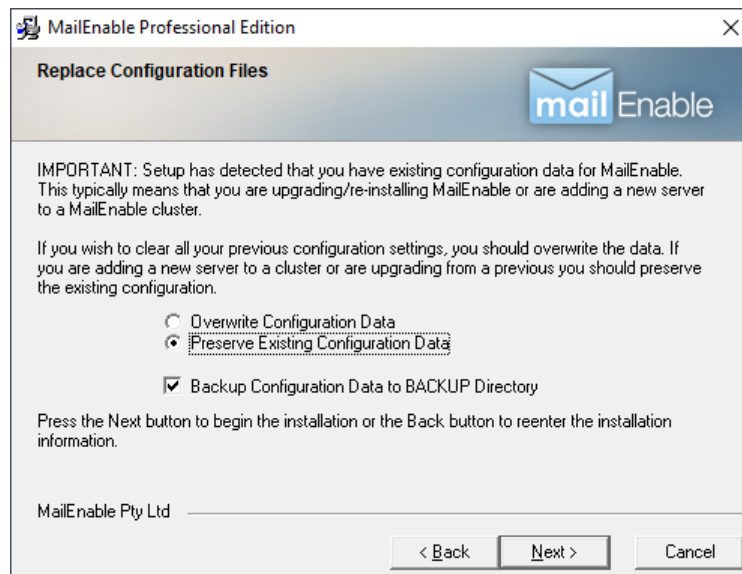 MailEnable Professional Edition
Replace Configuration Files
mail Enable
IMPORTANT: Setup has detected that you have existing configuration data for MailEnable.
This typically means that you are upgrading/re-installing MailEnable or are adding a new server
to a MailEnable cluster.
If you wish to clear all your previous configuration settings, you should overwrite the data. If
you are adding a new server to a cluster or are upgrading from a previous you should preserve
the existing configuration.
Overwrite Configuration Data
Preserve Existing Configuration Data
Backup Configuration Data to BACKUP Directory
Press the Next button to begin the installation or the Back button to reenter the installation
information.
MailEnable Pty Ltd
< Back Next > Cancel